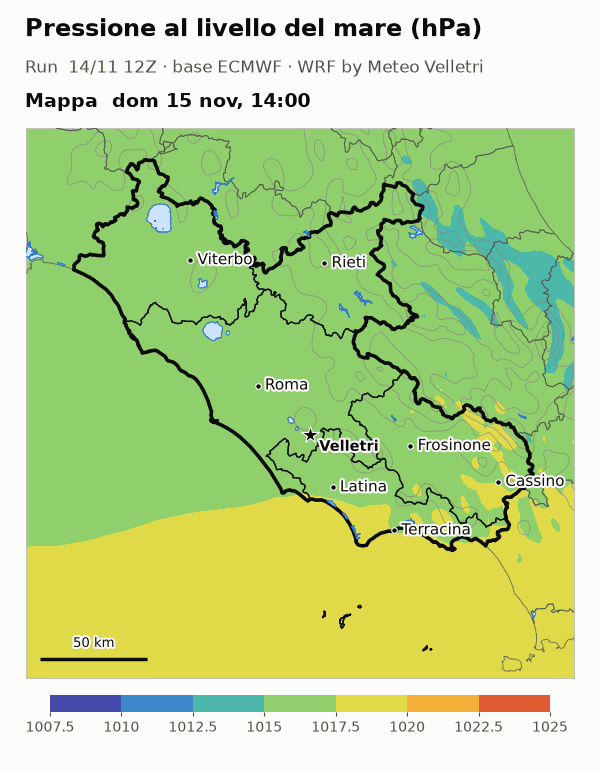 Pressione al livello del mare (hPa)
Run  14/11 12Z · base ECMWF · WRF by Meteo Velletri
Mappa  dom 15 nov, 14:00
Viterbo
Rieti
Roma
Velletri
Frosinone
Latina
Cassino
Terracina
50 km
1007.5 1010 1012.5 1015 1017.5 1020 1022.5 1025